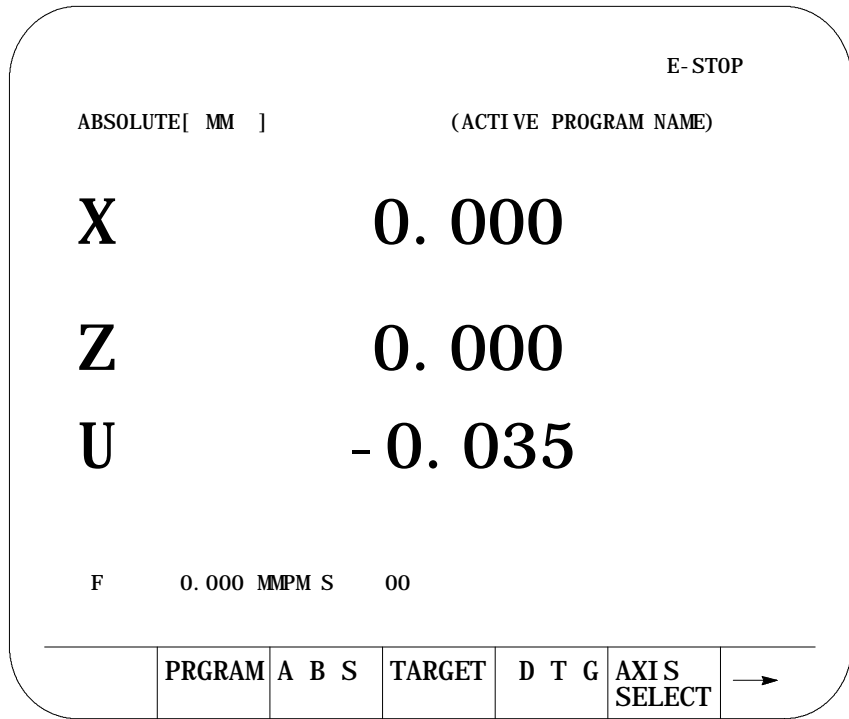 E-STOP
ABSOLUTE[ MM ] (ACTIVE PROGRAM NAME)
X 0.000
Z 0.000
U -0.035
F 0.000 MMPM S 00
PRGRAM A B S TARGET D T G AXIS SELECT